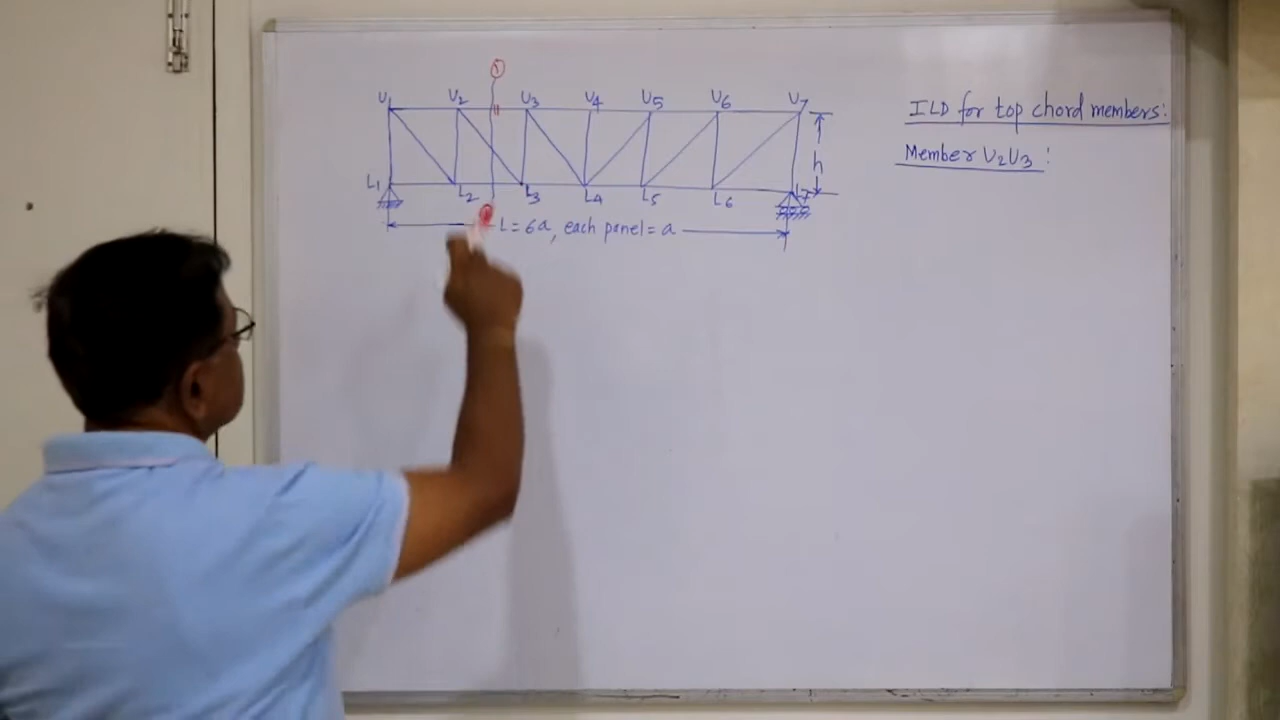 ①
U1 U2 U3 U4 U5 U6 U7
ILD for top chord members:
Member U2U3 :
h
L1 L2 L3 L4 L5 L6 L7
L = 6a, each panel = a